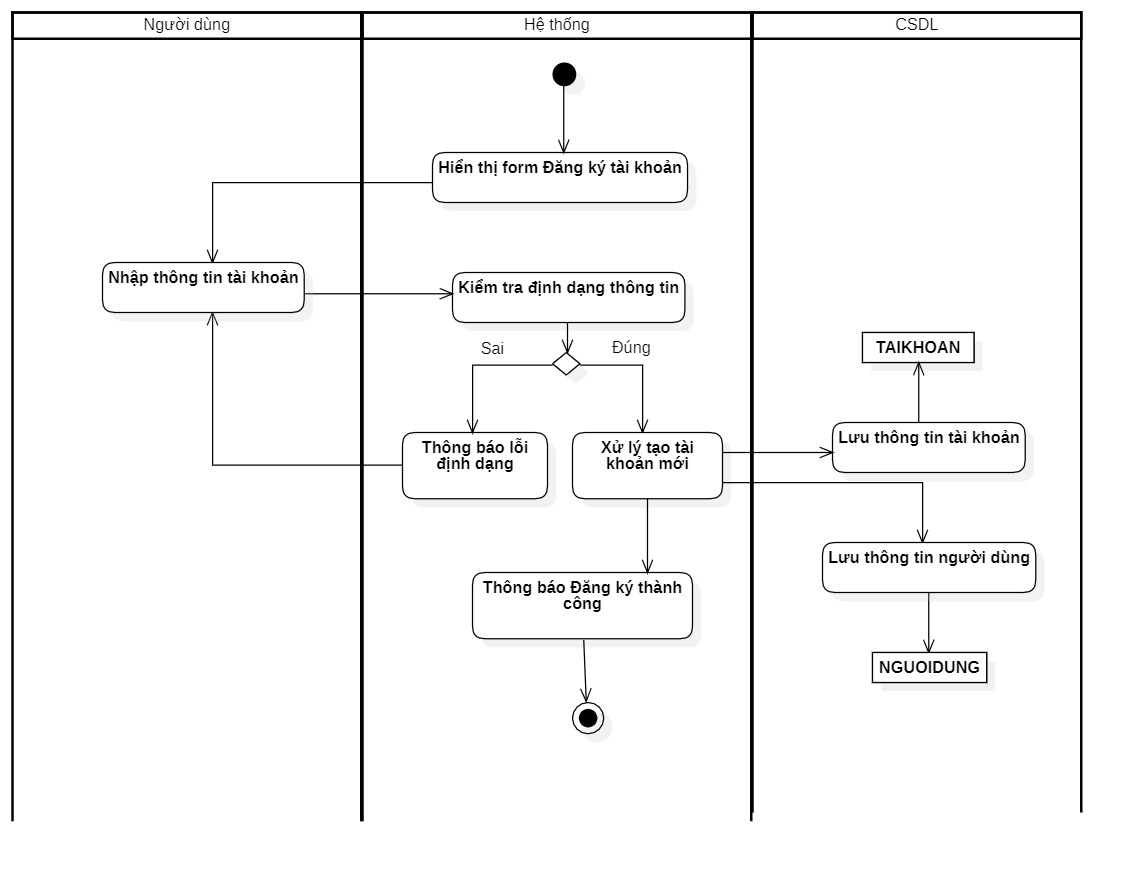 Người dùng
Hệ thống
CSDL
Hiển thị form Đăng ký tài khoản
Nhập thông tin tài khoản
Kiểm tra định dạng thông tin
Sai
Đúng
TAIKHOAN
Thông báo lỗi
định dạng
Xử lý tạo tài
khoản mới
Lưu thông tin tài khoản
Lưu thông tin người dùng
Thông báo Đăng ký thành
công
NGUOIDUNG